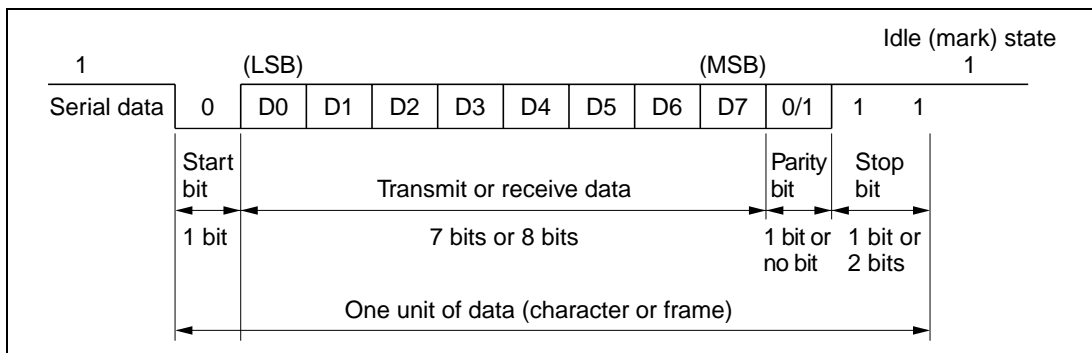 Idle (mark) state
1 (LSB) (MSB) 1
Serial data 0 D0 D1 D2 D3 D4 D5 D6 D7 0/1 1 1
Start bit
Transmit or receive data
Parity bit
Stop bit
1 bit
7 bits or 8 bits
1 bit or no bit
1 bit or 2 bits
One unit of data (character or frame)